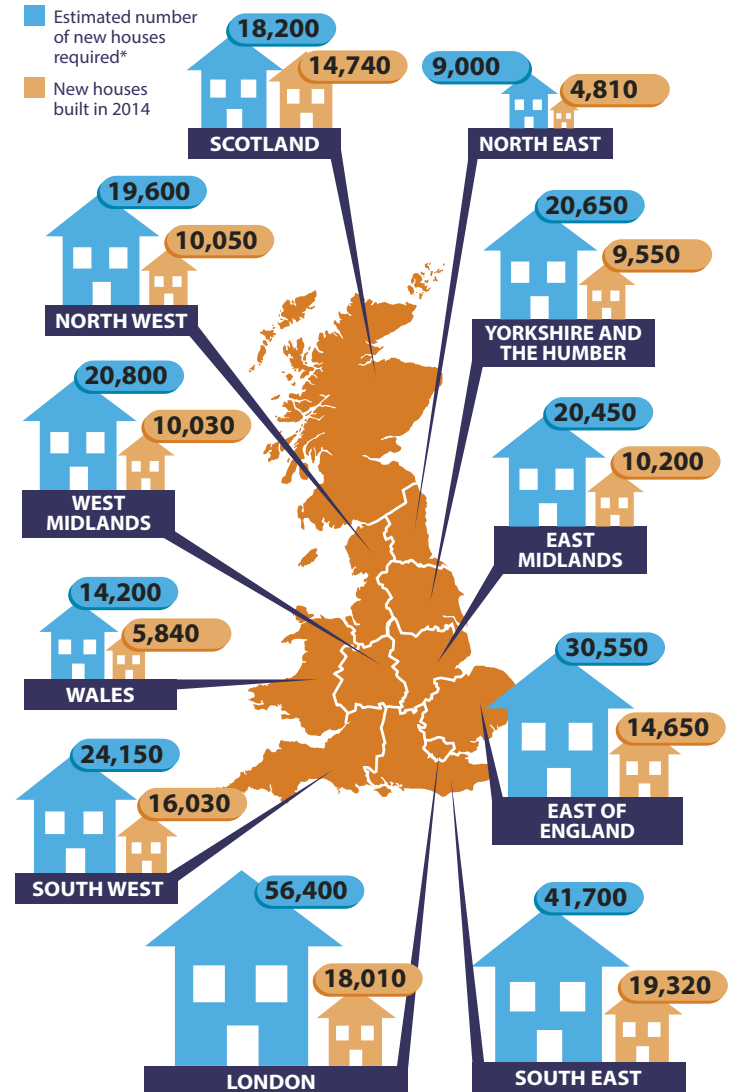 Estimated number
of new houses
required*
New houses
built in 2014
18,200
14,740
SCOTLAND
9,000
4,810
NORTH EAST
19,600
10,050
NORTH WEST
20,650
9,550
YORKSHIRE AND
THE HUMBER
20,800
10,030
WEST
MIDLANDS
20,450
10,200
EAST
MIDLANDS
14,200
5,840
WALES
30,550
14,650
EAST OF
ENGLAND
24,150
16,030
SOUTH WEST
56,400
18,010
LONDON
41,700
19,320
SOUTH EAST